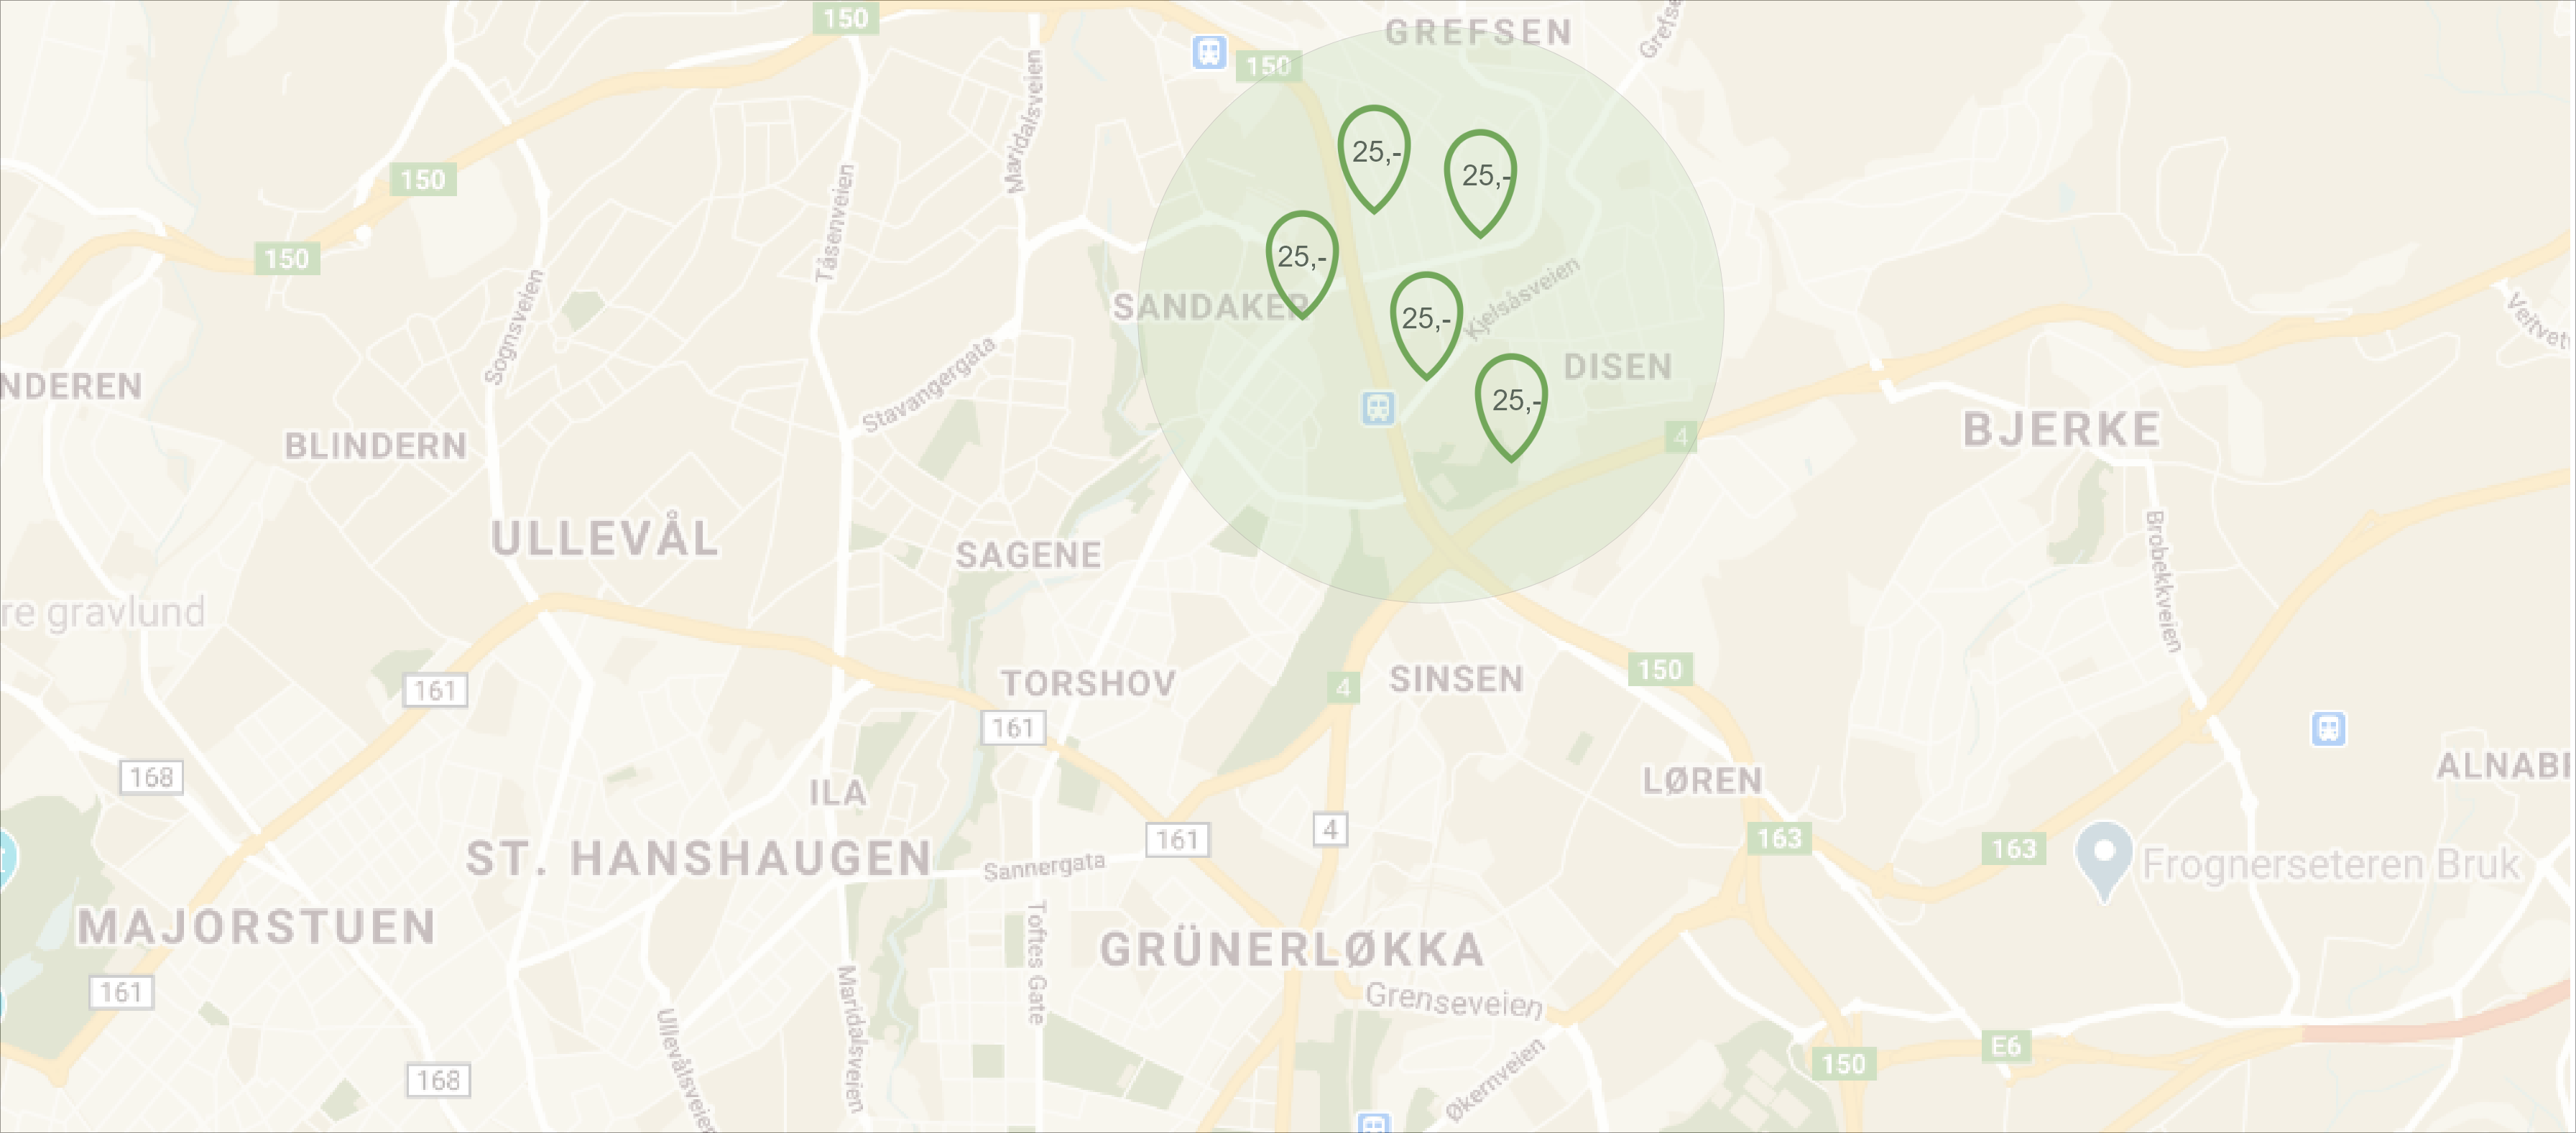 150
GREFSEN
Grefse
150
Maridalsveien
25,-
25,-
150
Tåsenveien
25,-
150
Sognsveien
SANDAKER
25,-
Kjelsåsveien
Veitvet
NDEREN
Stavangergata
DISEN
25,-
BLINDERN
4
BJERKE
ULLEVÅL
SAGENE
Brobekkveien
re gravlund
161
TORSHOV
4
SINSEN
150
161
168
ILA
LØREN
ALNAB
161
4
163
163
ST. HANSHAUGEN
Sannergata
Frognerseteren Bruk
MAJORSTUEN
Toftes Gate
GRÜNERLØKKA
161
Maridalsveien
Grenseveien
Ullevålsveien
E6
150
168
Økernveien